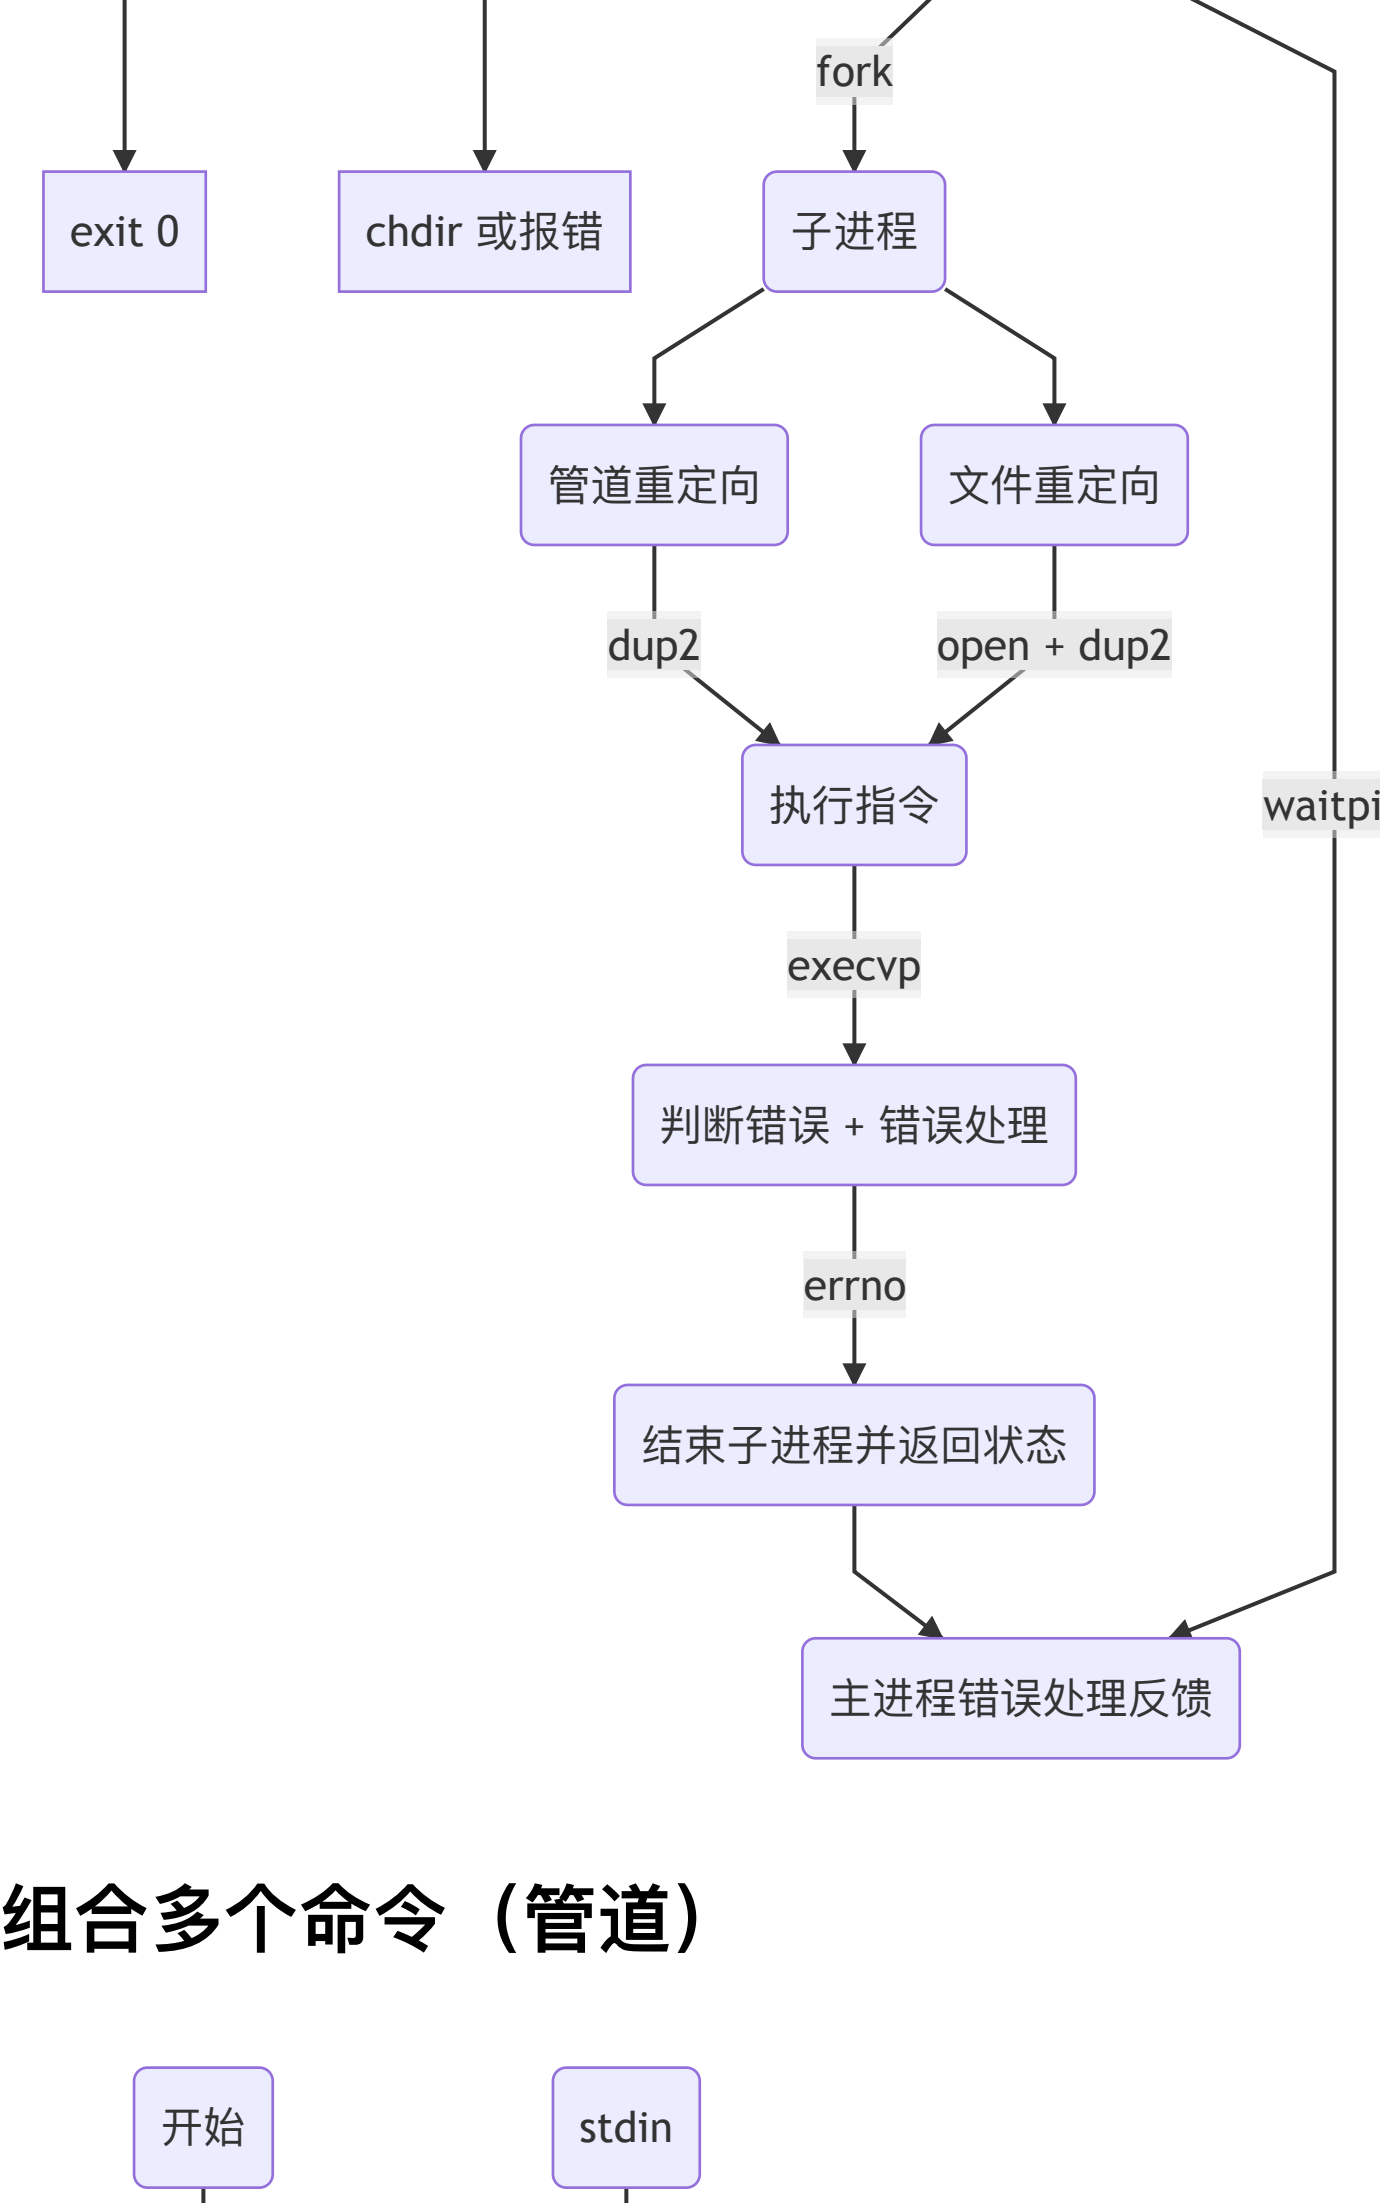 fork
exit 0
chdir 或报错
子进程
管道重定向
文件重定向
dup2
open + dup2
执行指令
waitpi
execvp
判断错误 + 错误处理
errno
结束子进程并返回状态
主进程错误处理反馈
组合多个命令（管道）
开始
stdin